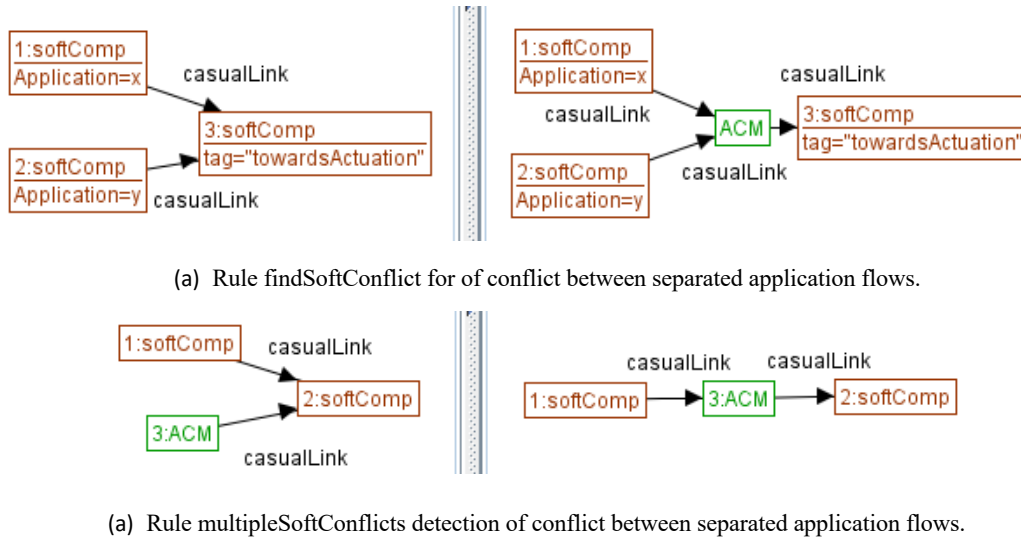 1:softComp
Application=x
casualLink
3:softComp
tag="towardsActuation"
2:softComp
Application=y
casualLink
1:softComp
Application=x
casualLink
casualLink
ACM
3:softComp
tag="towardsActuation"
2:softComp
Application=y
casualLink
(a) Rule findSoftConflict for of conflict between separated application flows.
1:softComp
casualLink
2:softComp
3:ACM
casualLink
casualLink
casualLink
1:softComp
3:ACM
2:softComp
(a) Rule multipleSoftConflicts detection of conflict between separated application flows.